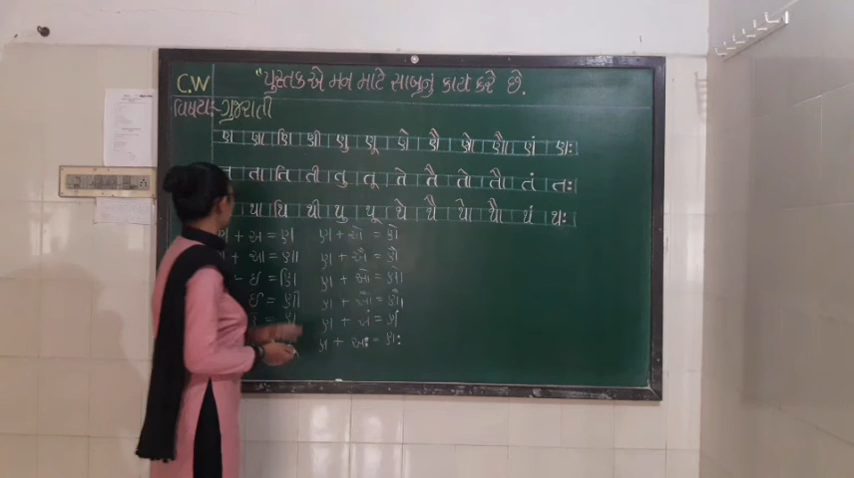 C.W "પુસ્તક એ મન માટે સાબુનું કાર્ય કરે છે.
વિષય:- ગુજરાતી
ણ ણા ણિ ણી ણુ ણૂ ણે ણૈ ણો ણૌ ણં ણઃ
ત તા તિ તી તુ તૂ તે તૈ તો તૌ તં તઃ
થા થિ થી થુ થૂ થે થૈ થો થૌ થં થઃ
ણ + અ = ણ ણ + એ = ણે
+ આ = ણા ણ + ઐ = ણૈ
- ઇ = ણિ ણ + ઓ = ણો
ઈ = ણી ણ + ઔ = ણૌ
= ણ + અં = ણં
ણ + અઃ = ણઃ